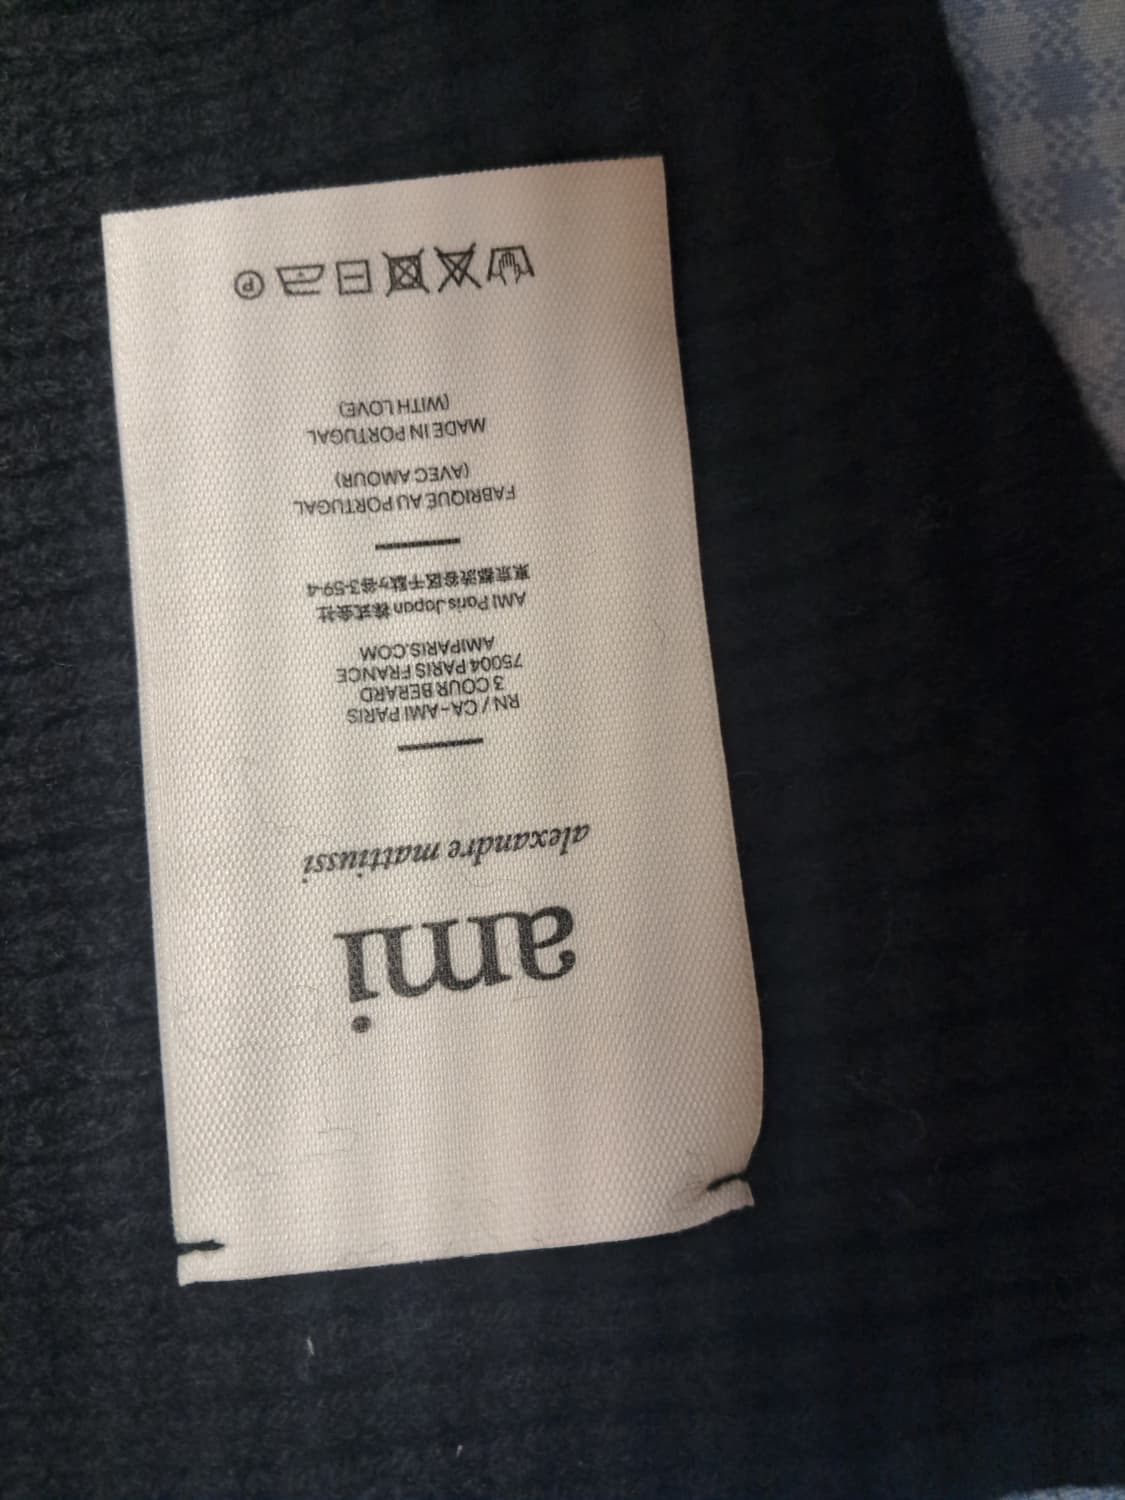 ami
alexandre mattiussi
RN / CA-AMI PARIS
3 COUR BERARD
75004 PARIS FRANCE
AMIPARIS.COM
AMI Paris Japan 株式会社
東京都渋谷区千駄ヶ谷3-59-4
FABRIQUÉ AU PORTUGAL
(AVEC AMOUR)
MADE IN PORTUGAL
(WITH LOVE)
P